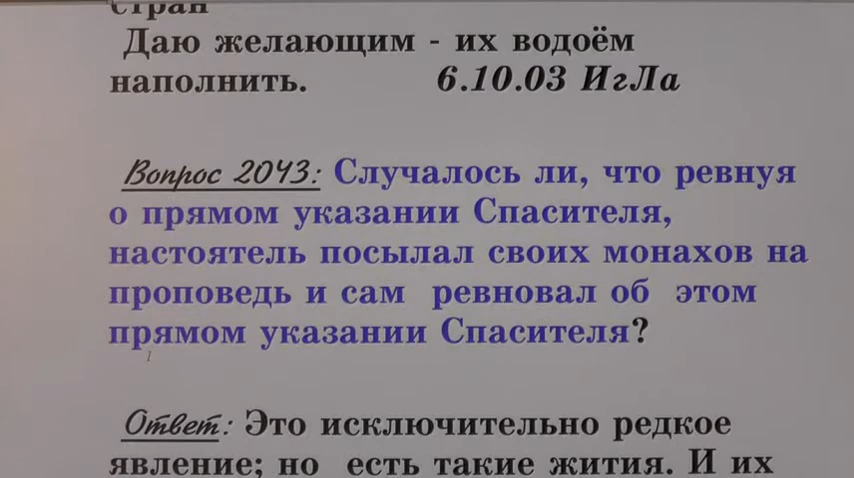 стран
Даю желающим - их водоём
наполнить. 6.10.03 ИгЛа
Вопрос 2043: Случалось ли, что ревнуя
о прямом указании Спасителя,
настоятель посылал своих монахов на
проповедь и сам ревновал об этом
прямом указании Спасителя?
Ответ: Это исключительно редкое
явление; но есть такие жития. И их